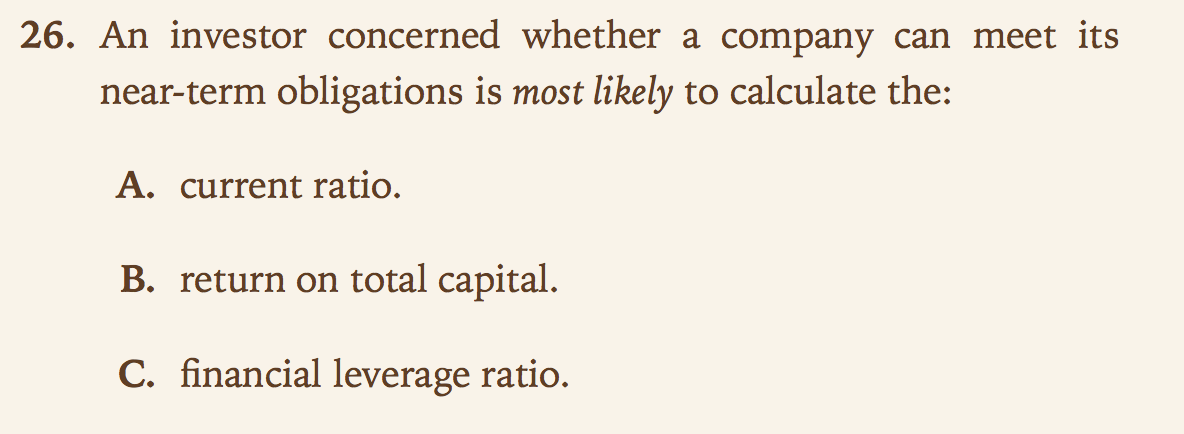 26. An investor concerned whether a company can meet its
near-term obligations is most likely to calculate the:
A. current ratio.
B. return on total capital.
C. financial leverage ratio.